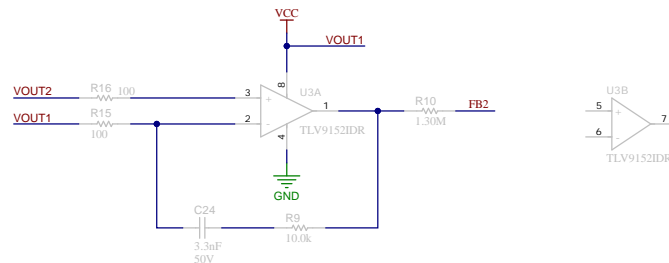 VCC
VOUT1
R16 100
U3A
U3B
VOUT2
3
8
+
1
R10
FB2
5
+
7
VOUT1
R15
2
-
4
6
-
100
TLV9152IDR
1.30M
TLV9152IDR
GND
C24
R9
3.3nF
10.0k
50V